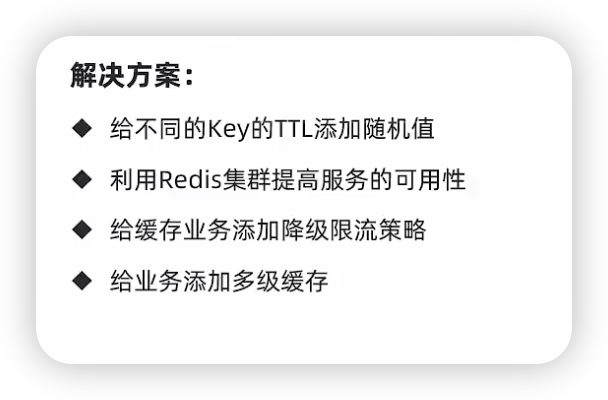 解决方案：
◆ 给不同的Key的TTL添加随机值
◆ 利用Redis集群提高服务的可用性
◆ 给缓存业务添加降级限流策略
◆ 给业务添加多级缓存